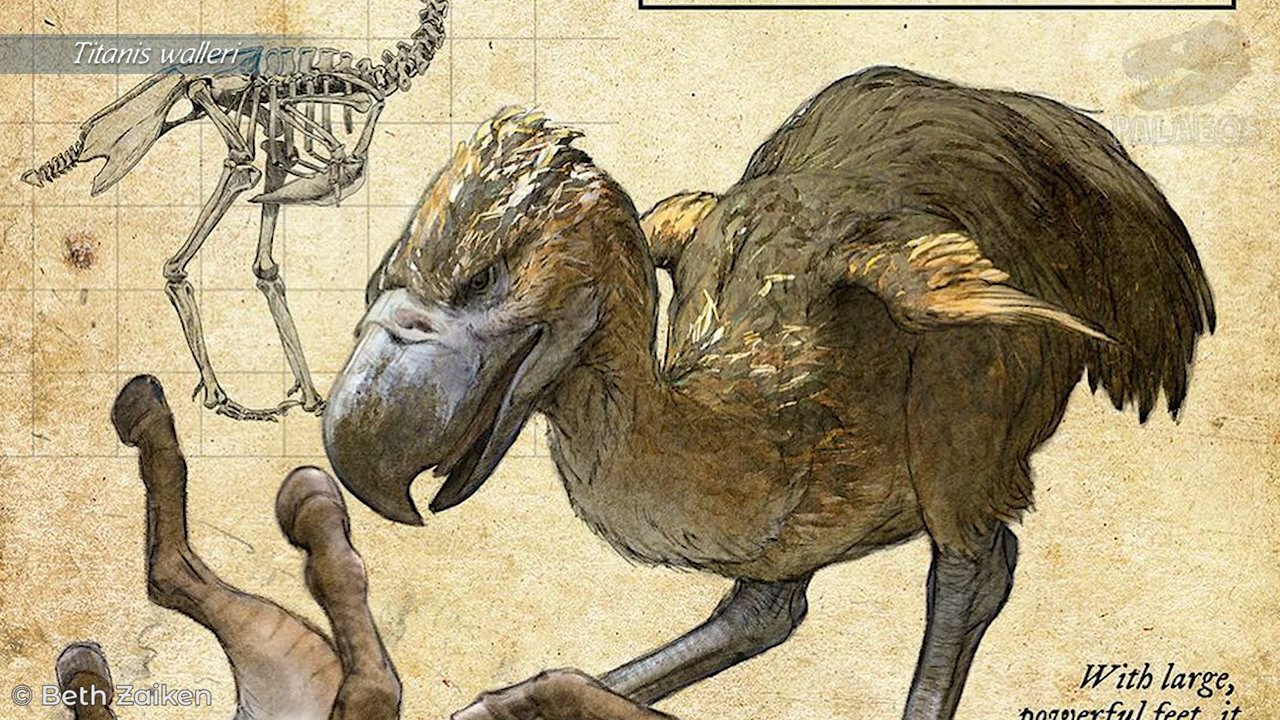 Titanis walleri
PALAEOS
With large,
powerful feet, it
© Beth Zaiken